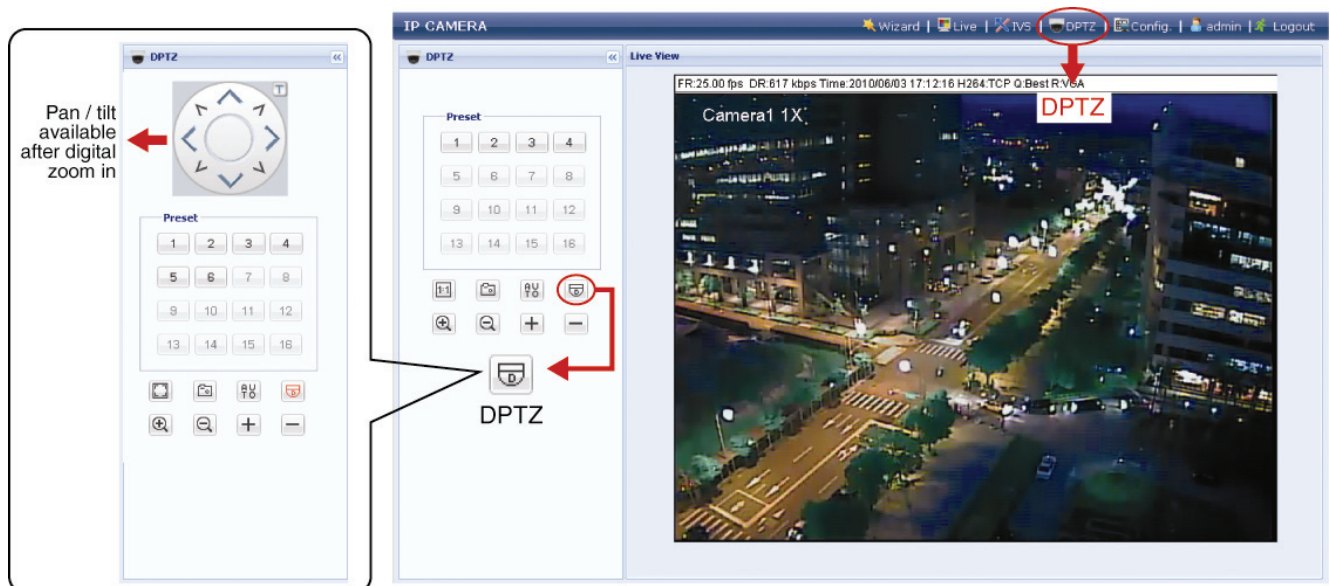 IP CAMERA
Wizard | Live | IVS | DPTZ | Config. | admin | Logout
DPTZ
Pan / tilt
available
after digital
zoom in
T
Preset
1 2 3 4
5 6 7 8
9 10 11 12
13 14 15 16
AUTO D
DPTZ
Preset
1 2 3 4
5 6 7 8
9 10 11 12
13 14 15 16
1:1 AUTO D
D
DPTZ
Live View
FR:25.00 fps DR:617 kbps Time:2010/06/03 17:12:16 H264:TCP Q:Best R:VGA
DPTZ
Camera1 1X